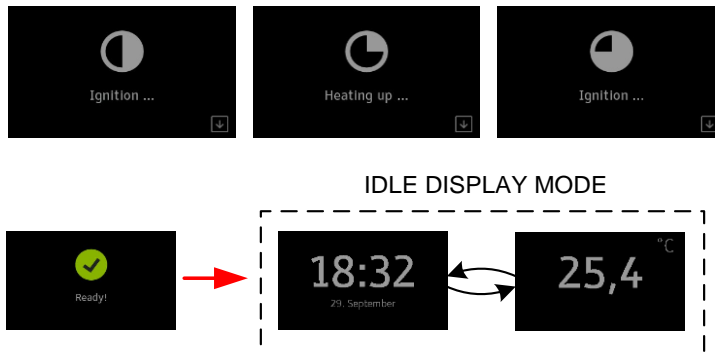 Ignition ...
Heating up ...
Ignition ...
IDLE DISPLAY MODE
Ready!
18:32
29. September
25,4 °C